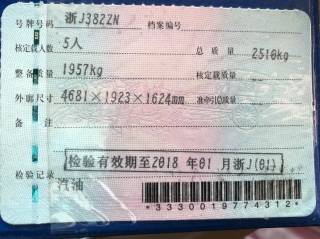 号牌号码 浙J382ZN 档案编号
核定载人数 5人 总质量 2510kg
整备质量 1957kg 核定载质量
外廓尺寸 4681×1923×1624mm 准牵引总质量
备注
检验有效期至2018 年01 月浙J(01)
检验记录
汽油
*3330019774312*